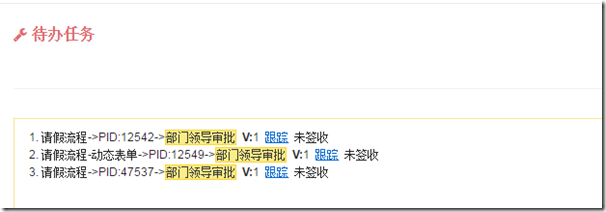 待办任务
1. 请假流程->PID:12542->部门领导审批 V:1 跟踪 未签收
2. 请假流程-动态表单->PID:12549->部门领导审批 V:1 跟踪 未签收
3. 请假流程->PID:47537->部门领导审批 V:1 跟踪 未签收